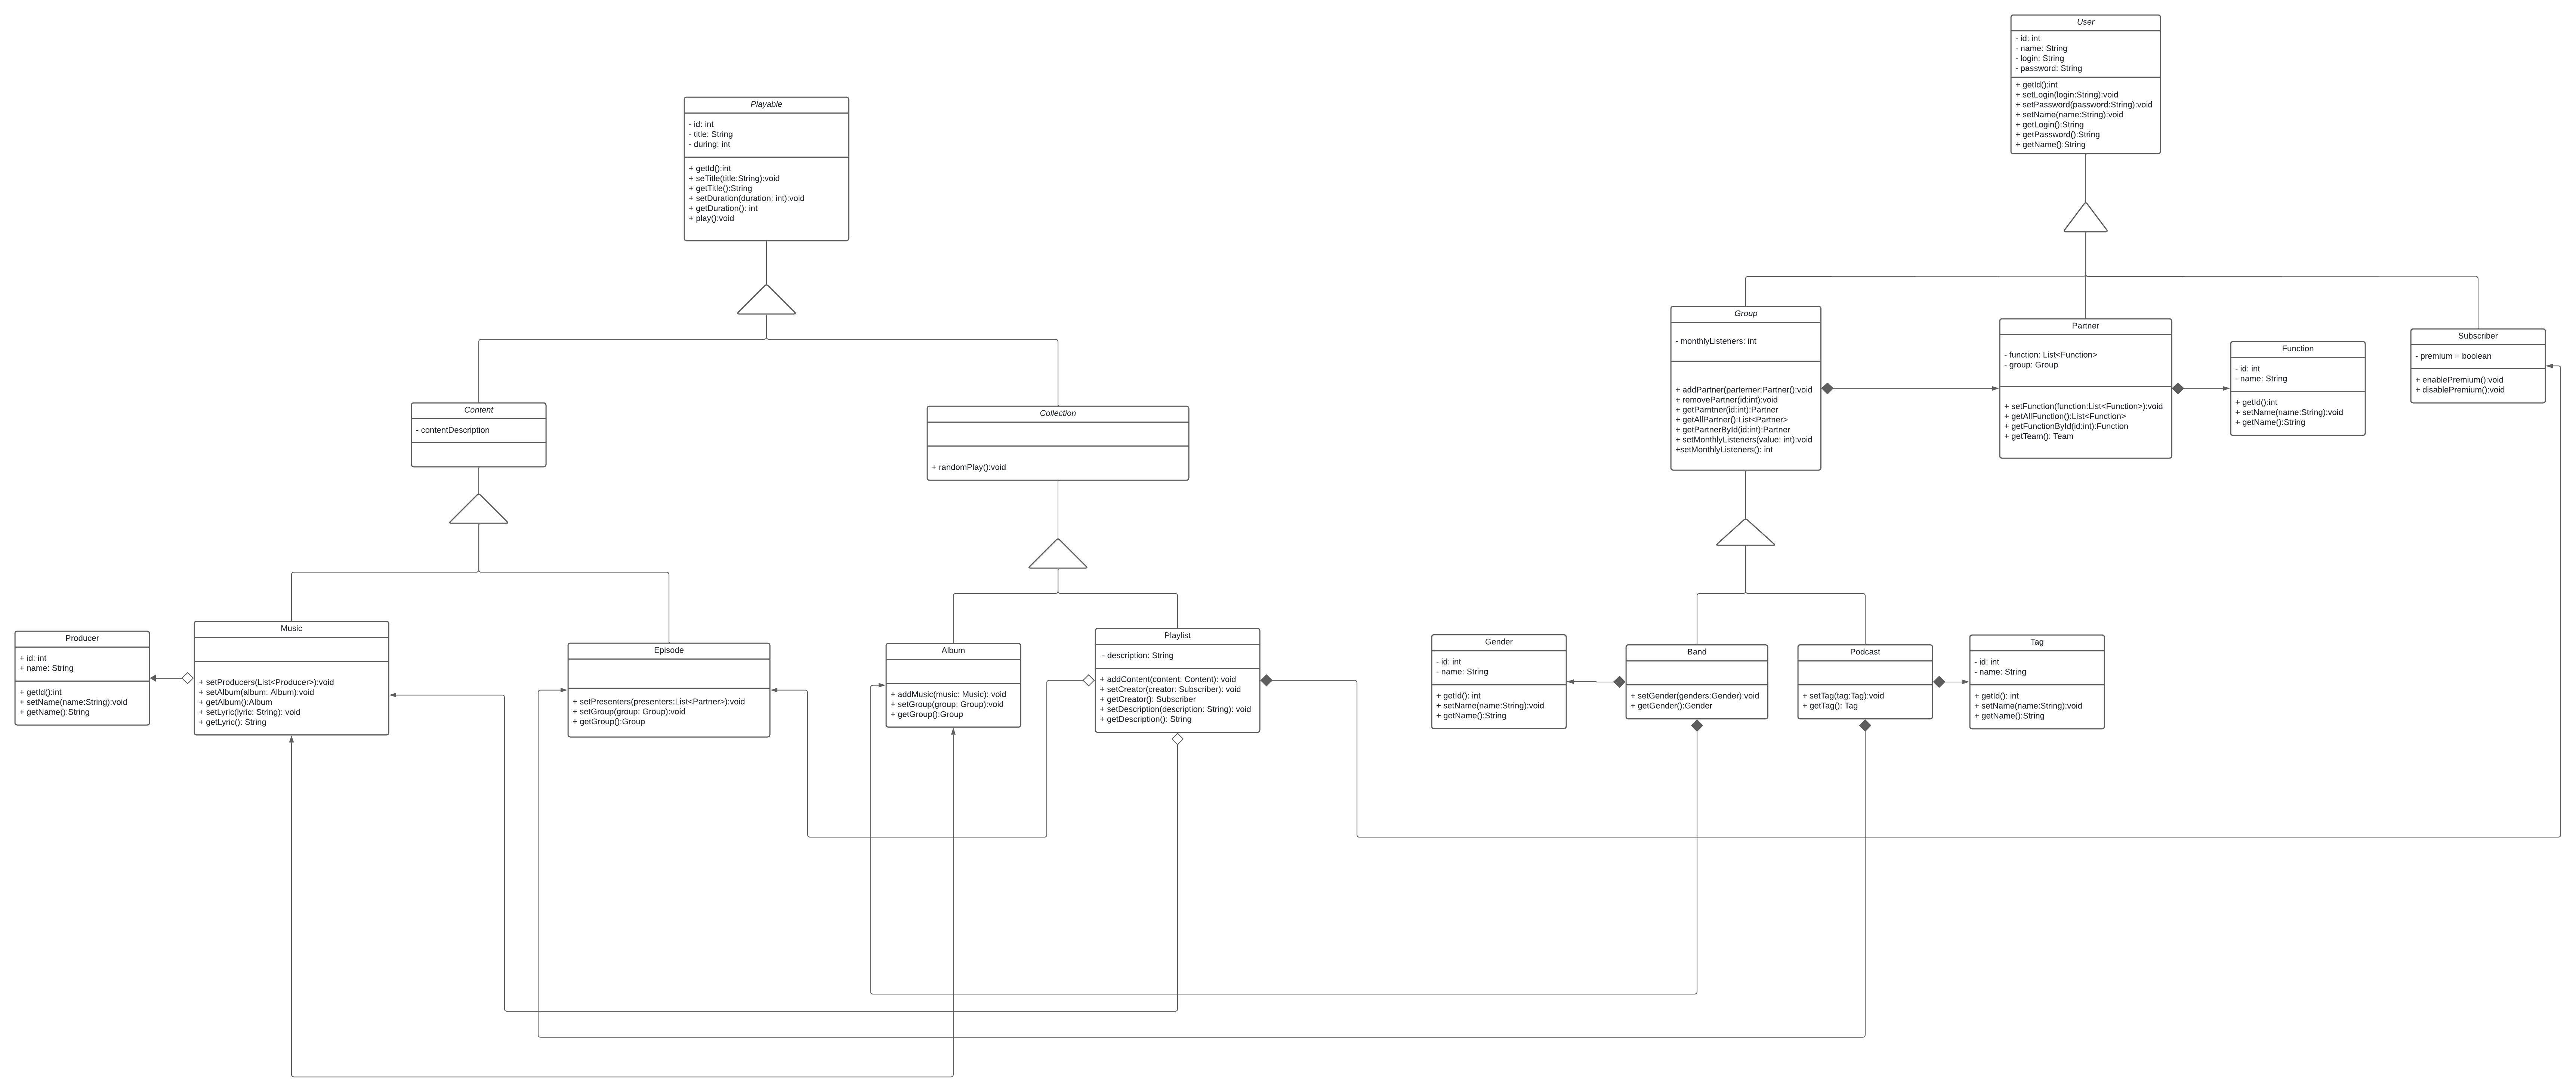 User
- id: int
- name: String
- login: String
- password: String
+ getId():int
+ setLogin(login:String):void
+ setPassword(password:String):void
+ setName(name:String):void
+ getLogin():String
+ getPassword():String
+ getName():String
Playable
- id: int
- title: String
- during: int
+ getId():int
+ seTitle(title:String):void
+ getTitle():String
+ setDuration(duration: int):void
+ getDuration(): int
+ play():void
Group
- monthlyListeners: int
+ addPartner(parterner:Partner():void
+ removePartner(id:int):void
+ getParntner(id:int):Partner
+ getAllPartner():List<Partner>
+ getPartnerById(id:int):Partner
+ setMonthlyListeners(value: int):void
+setMonthlyListeners(): int
Partner
- function: List<Function>
- group: Group
+ setFunction(function:List<Function>):void
+ getAllFunction():List<Function>
+ getFunctionById(id:int):Function
+ getTeam(): Team
Function
- id: int
- name: String
+ getId():int
+ setName(name:String):void
+ getName():String
Subscriber
- premium = boolean
+ enablePremium():void
+ disablePremium():void
Content
- contentDescription
Collection
+ randomPlay():void
Producer
+ id: int
+ name: String
+ getId():int
+ setName(name:String):void
+ getName():String
Music
+ setProducers(List<Producer>):void
+ setAlbum(album: Album):void
+ getAlbum():Album
+ setLyric(lyric: String): void
+ getLyric(): String
Episode
+ setPresenters(presenters:List<Partner>):void
+ setGroup(group: Group):void
+ getGroup():Group
Album
+ addMusic(music: Music): void
+ setGroup(group: Group):void
+ getGroup():Group
Playlist
- description: String
+ addContent(content: Content): void
+ setCreator(creator: Subscriber): void
+ getCreator(): Subscriber
+ setDescription(description: String): void
+ getDescription(): String
Gender
- id: int
- name: String
+ getId(): int
+ setName(name:String):void
+ getName():String
Band
+ setGender(genders:Gender):void
+ getGender():Gender
Podcast
+ setTag(tag:Tag):void
+ getTag(): Tag
Tag
- id: int
- name: String
+ getId(): int
+ setName(name:String):void
+ getName():String